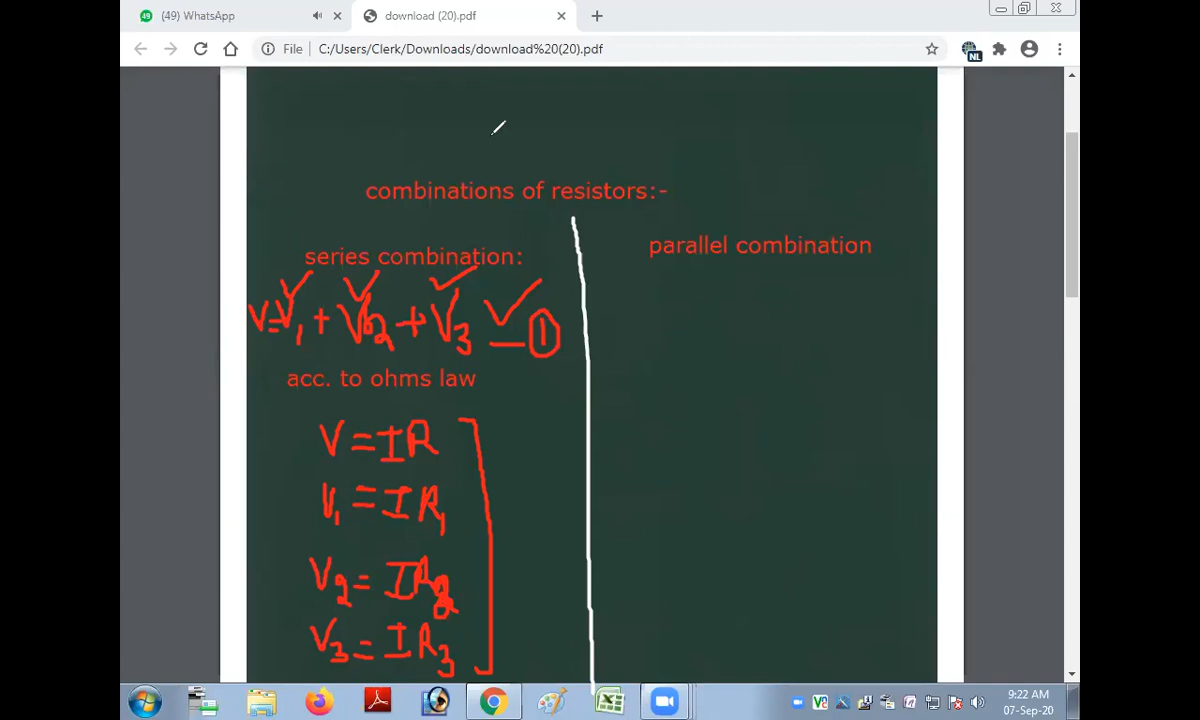 (49) WhatsApp
download (20).pdf
File
C:/Users/Clerk/Downloads/download%20(20).pdf
NL
combinations of resistors:-
series combination:
parallel combination
V=V₁ + V₂ + V₃ — ①
acc. to ohms law
V = IR
V₁ = IR₁
V₂ = IR₂
V₃ = IR₃
9:22 AM
07-Sep-20